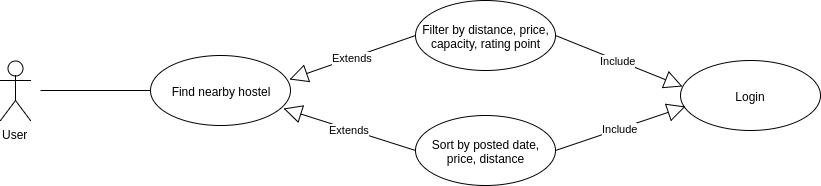 Filter by distance, price,
capacity, rating point
Extends
Include
Find nearby hostel
Login
User
Extends
Include
Sort by posted date,
price, distance